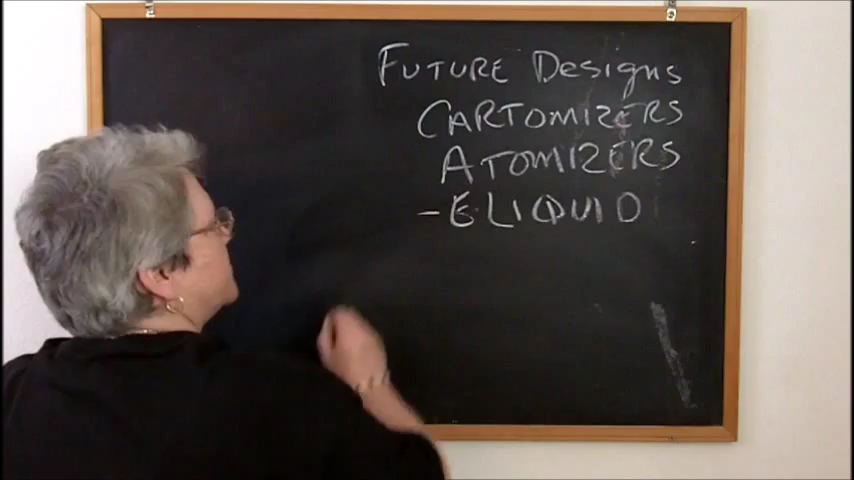 FUTURE DesigNs
CARTOMIZERS
ATOMIZERS
- E LIQUID